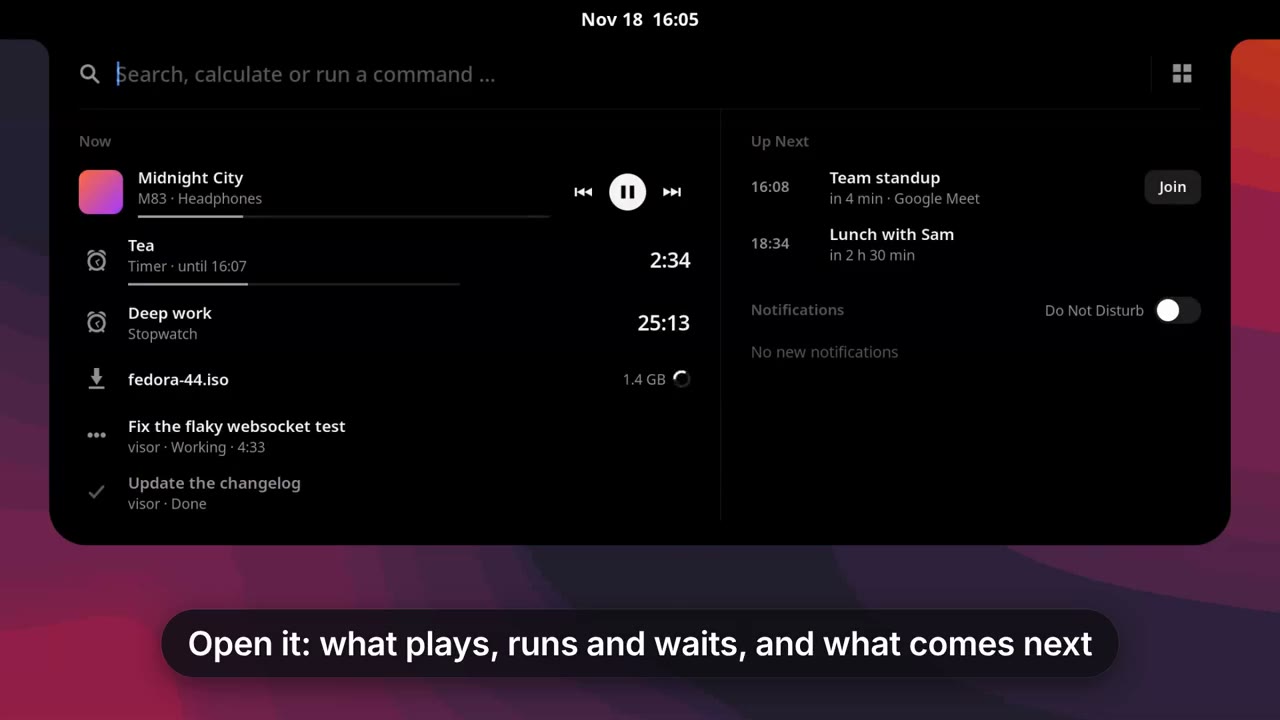 Nov 18 16:05
Search, calculate or run a command ...
Now
Midnight City
M83 · Headphones
Tea
Timer · until 16:07
2:34
Deep work
Stopwatch
25:13
fedora-44.iso
1.4 GB
Fix the flaky websocket test
visor · Working · 4:33
Update the changelog
visor · Done
Up Next
16:08
Team standup
in 4 min · Google Meet
Join
18:34
Lunch with Sam
in 2 h 30 min
Notifications
Do Not Disturb
No new notifications
Open it: what plays, runs and waits, and what comes next